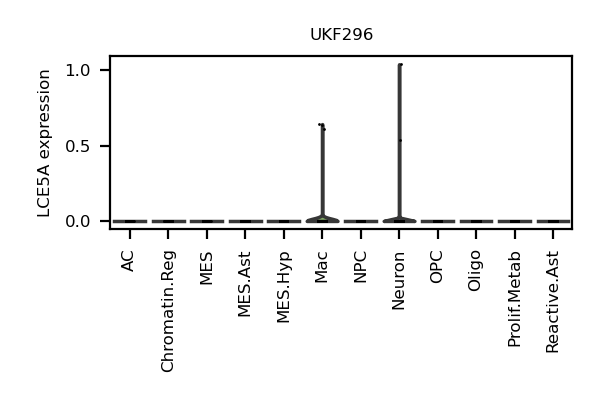 UKF296
LCE5A expression
1.0
0.5
0.0
AC
Chromatin.Reg
MES
MES.Ast
MES.Hyp
Mac
NPC
Neuron
OPC
Oligo
Prolif.Metab
Reactive.Ast